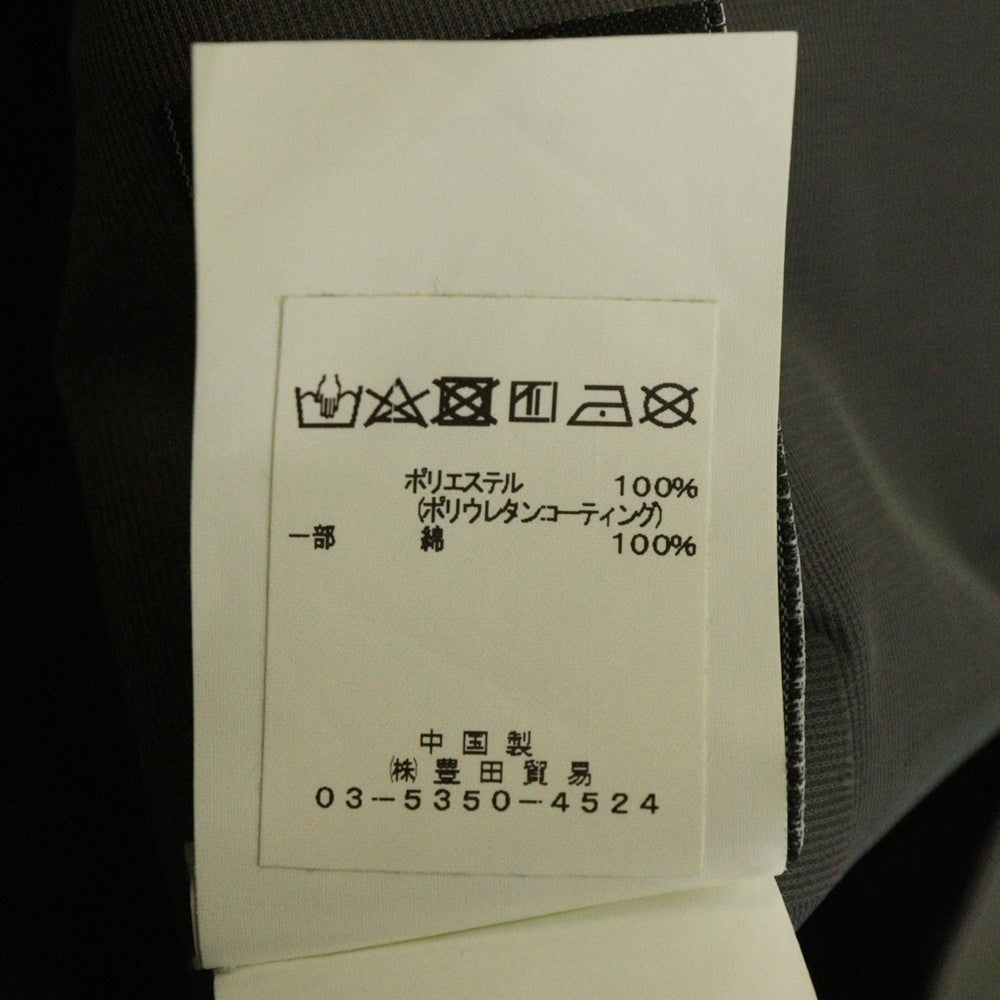 ポリエステル 100%
(ポリウレタンコーティング)
一部 綿 100%
中国製
㈱豊田貿易
03-5350-4524